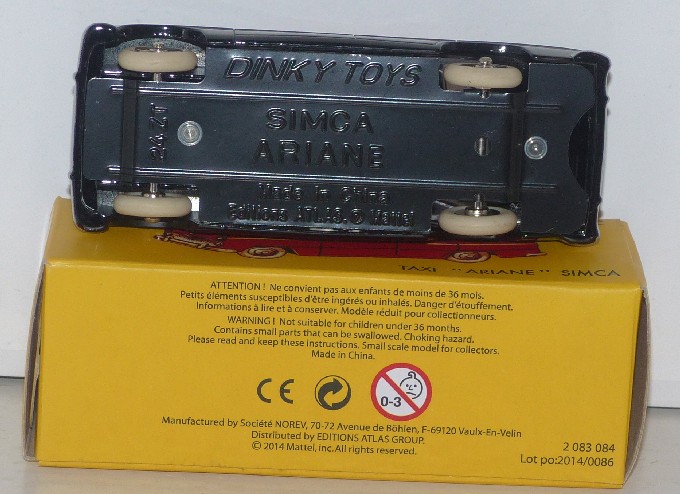 DINKY TOYS
24 ZL
SIMCA
ARIANE
Made in China
Editions ATLAS. © Mattel
TAXI "ARIANE" SIMCA
ATTENTION ! Ne convient pas aux enfants de moins de 36 mois.
Petits éléments susceptibles d'être ingérés ou inhalés. Danger d'étouffement.
Informations à lire et à conserver. Modèle réduit pour collectionneurs.
WARNING ! Not suitable for children under 36 months.
Contains small parts that can be swallowed. Choking hazard.
Please read and keep these instructions. Small scale model for collectors.
Made in China.
CE
0-3
Manufactured by Société NOREV, 70-72 Avenue de Böhlen, F-69120 Vaulx-En-Velin
Distributed by EDITIONS ATLAS GROUP.
© 2014 Mattel, inc. All rights reserved.
2 083 084
Lot po:2014/0086